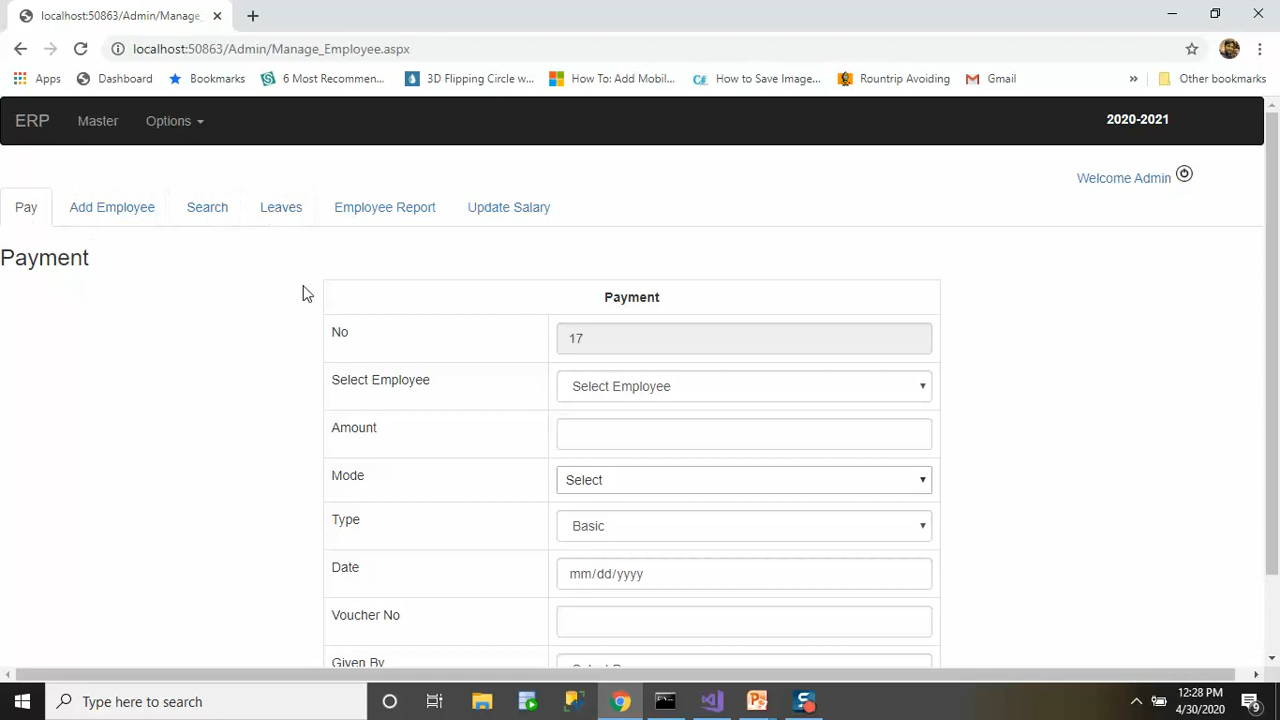 localhost:50863/Admin/Manage_
localhost:50863/Admin/Manage_Employee.aspx
Apps Dashboard Bookmarks 6 Most Recommen... 3D Flipping Circle w... How To: Add Mobil... C# How to Save Image... Rountrip Avoiding Gmail » Other bookmarks
ERP Master Options 2020-2021
Welcome Admin
Pay Add Employee Search Leaves Employee Report Update Salary
Payment
Payment
No 17
Select Employee Select Employee
Amount
Mode Select
Type Basic
Date mm/dd/yyyy
Voucher No
Given By
Type here to search
12:28 PM
4/30/2020
9